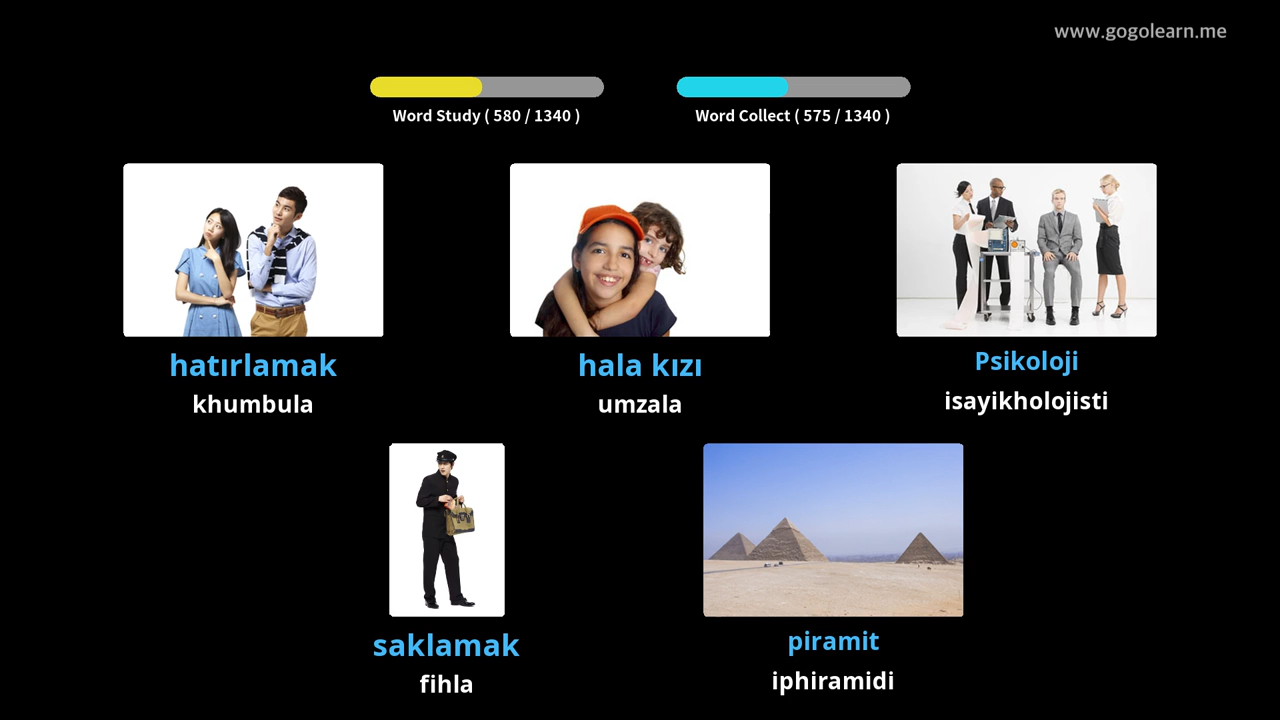 www.gogolearn.me
Word Study ( 580 / 1340 )
Word Collect ( 575 / 1340 )
hatırlamak
khumbula
hala kızı
umzala
Psikoloji
isayikholojisti
saklamak
fihla
piramit
iphiramidi